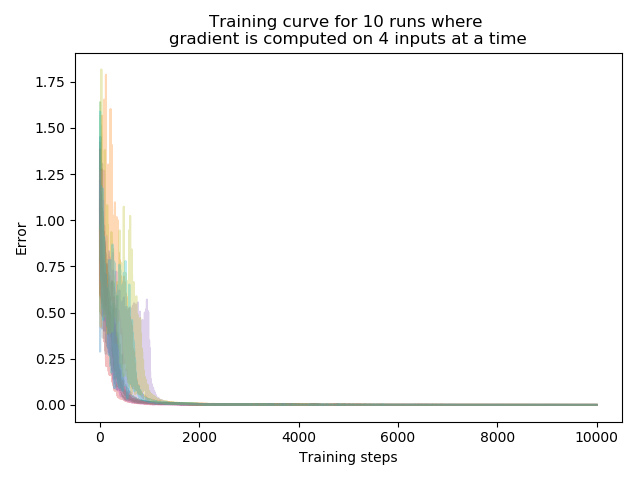 Training curve for 10 runs where
gradient is computed on 4 inputs at a time
1.75
1.50
1.25
1.00
0.75
0.50
0.25
0.00
Error
0 2000 4000 6000 8000 10000
Training steps